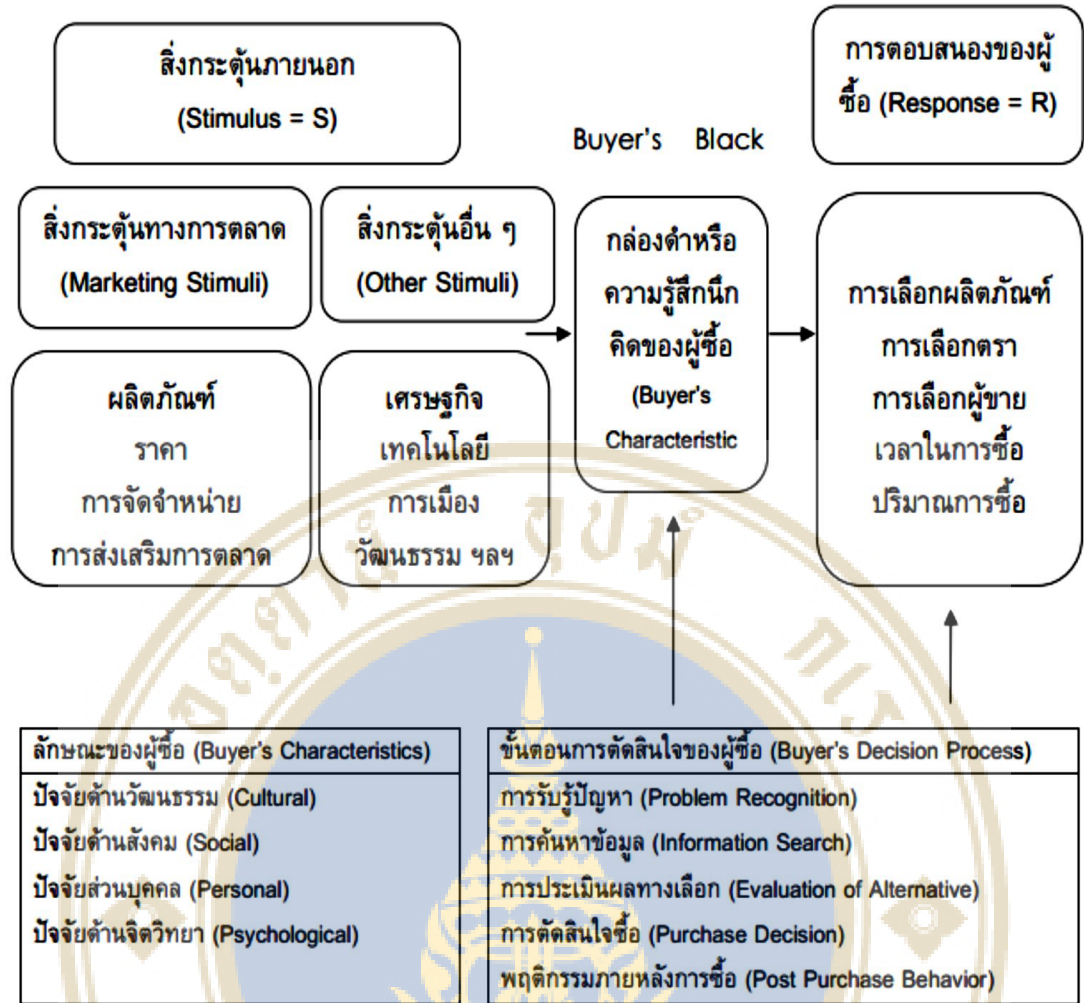 สิ่งกระตุ้นภายนอก
(Stimulus = S)
การตอบสนองของผู้
ซื้อ (Response = R)
Buyer's Black
สิ่งกระตุ้นทางการตลาด
(Marketing Stimuli)
สิ่งกระตุ้นอื่น ๆ
(Other Stimuli)
ผลิตภัณฑ์
ราคา
การจัดจำหน่าย
การส่งเสริมการตลาด
เศรษฐกิจ
เทคโนโลยี
การเมือง
วัฒนธรรม ฯลฯ
กล่องดำหรือ
ความรู้สึกนึก
คิดของผู้ซื้อ
(Buyer's
Characteristic
การเลือกผลิตภัณฑ์
การเลือกตรา
การเลือกผู้ขาย
เวลาในการซื้อ
ปริมาณการซื้อ
อตฺตานํ อุปมํ กเร
ลักษณะของผู้ซื้อ (Buyer's Characteristics)
ปัจจัยด้านวัฒนธรรม (Cultural)
ปัจจัยด้านสังคม (Social)
ปัจจัยส่วนบุคคล (Personal)
ปัจจัยด้านจิตวิทยา (Psychological)
ขั้นตอนการตัดสินใจของผู้ซื้อ (Buyer's Decision Process)
การรับรู้ปัญหา (Problem Recognition)
การค้นหาข้อมูล (Information Search)
การประเมินผลทางเลือก (Evaluation of Alternative)
การตัดสินใจซื้อ (Purchase Decision)
พฤติกรรมภายหลังการซื้อ (Post Purchase Behavior)